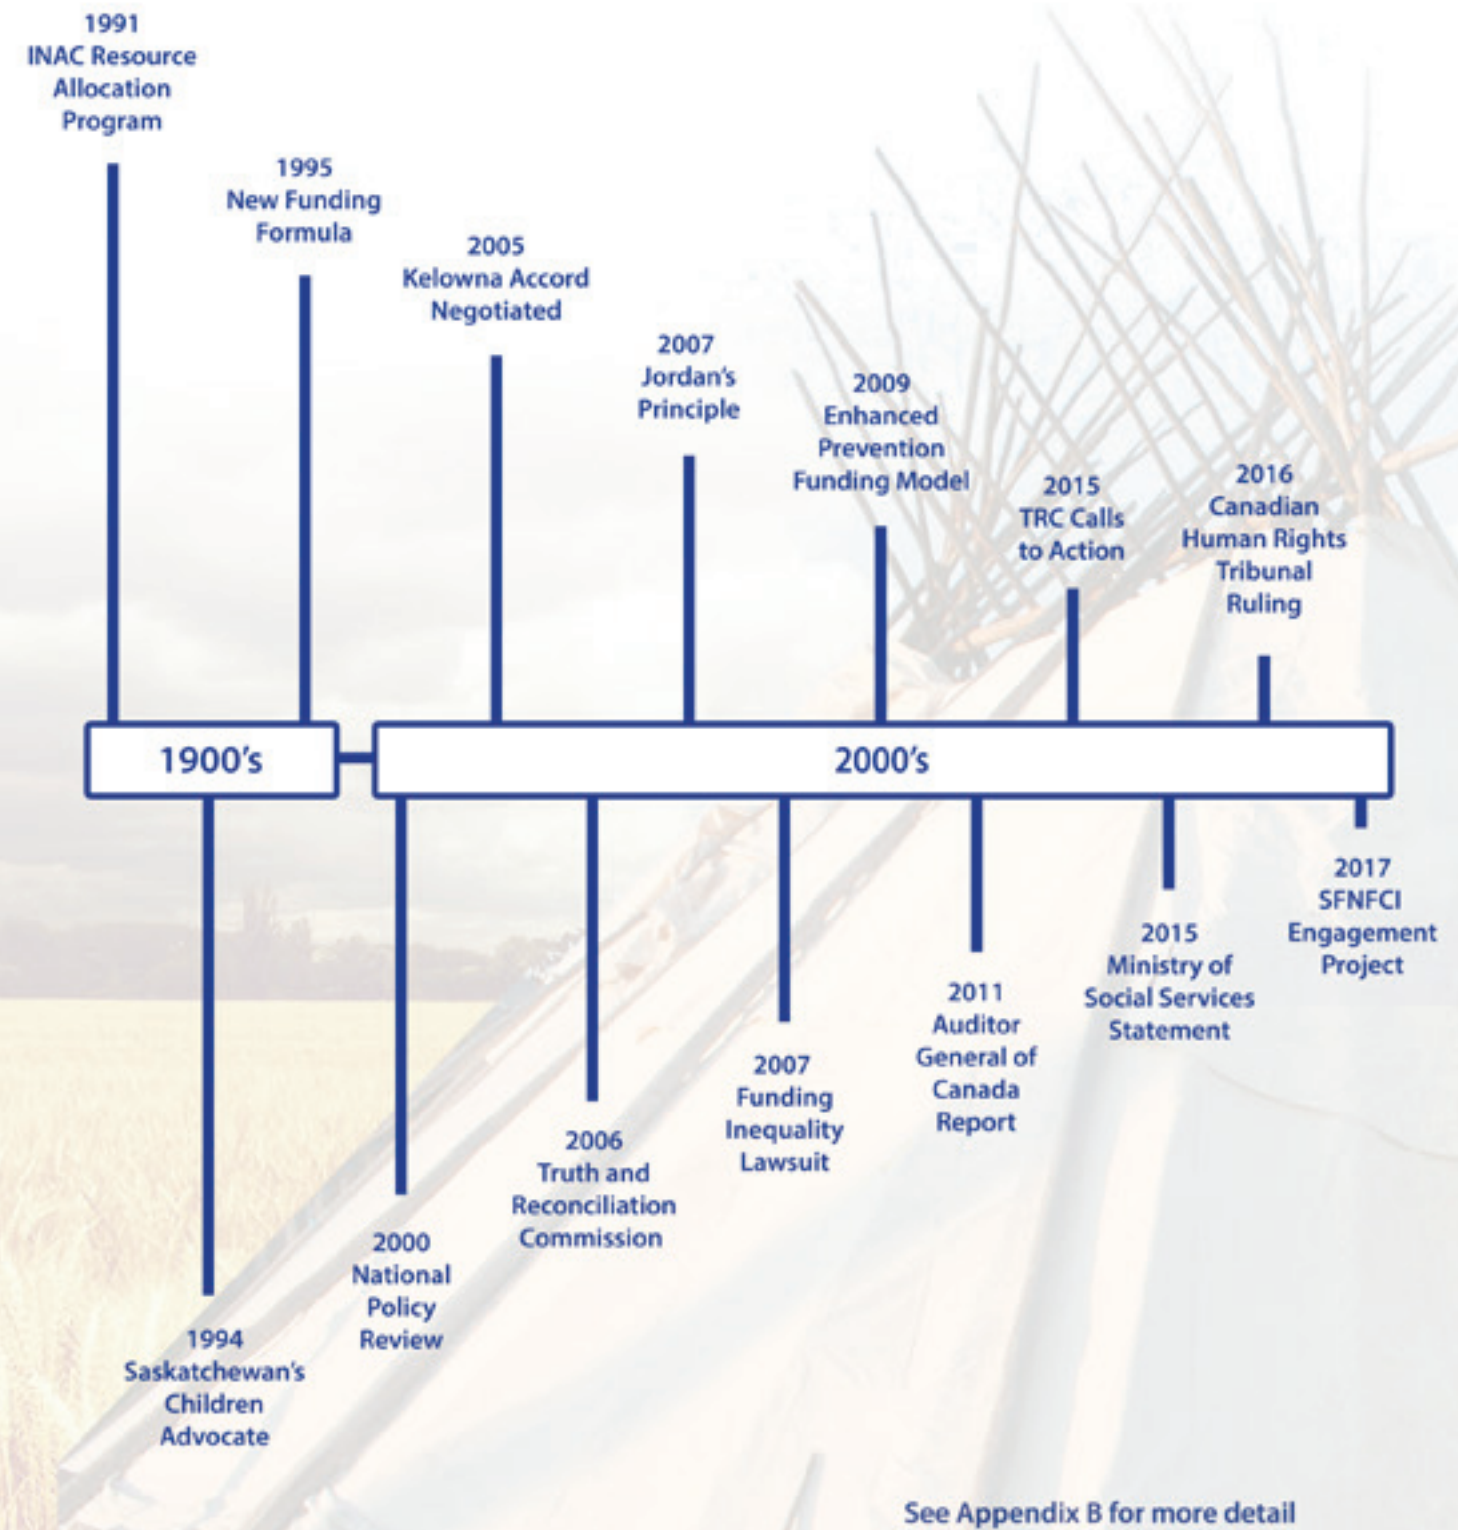 1991
INAC Resource
Allocation
Program
1995
New Funding
Formula
2005
Kelowna Accord
Negotiated
2007
Jordan's
Principle
2009
Enhanced
Prevention
Funding Model
2015
TRC Calls
to Action
2016
Canadian
Human Rights
Tribunal
Ruling
1900's
2000's
1994
Saskatchewan's
Children
Advocate
2000
National
Policy
Review
2006
Truth and
Reconciliation
Commission
2007
Funding
Inequality
Lawsuit
2011
Auditor
General of
Canada
Report
2015
Ministry of
Social Services
Statement
2017
SFNFCI
Engagement
Project
See Appendix B for more detail